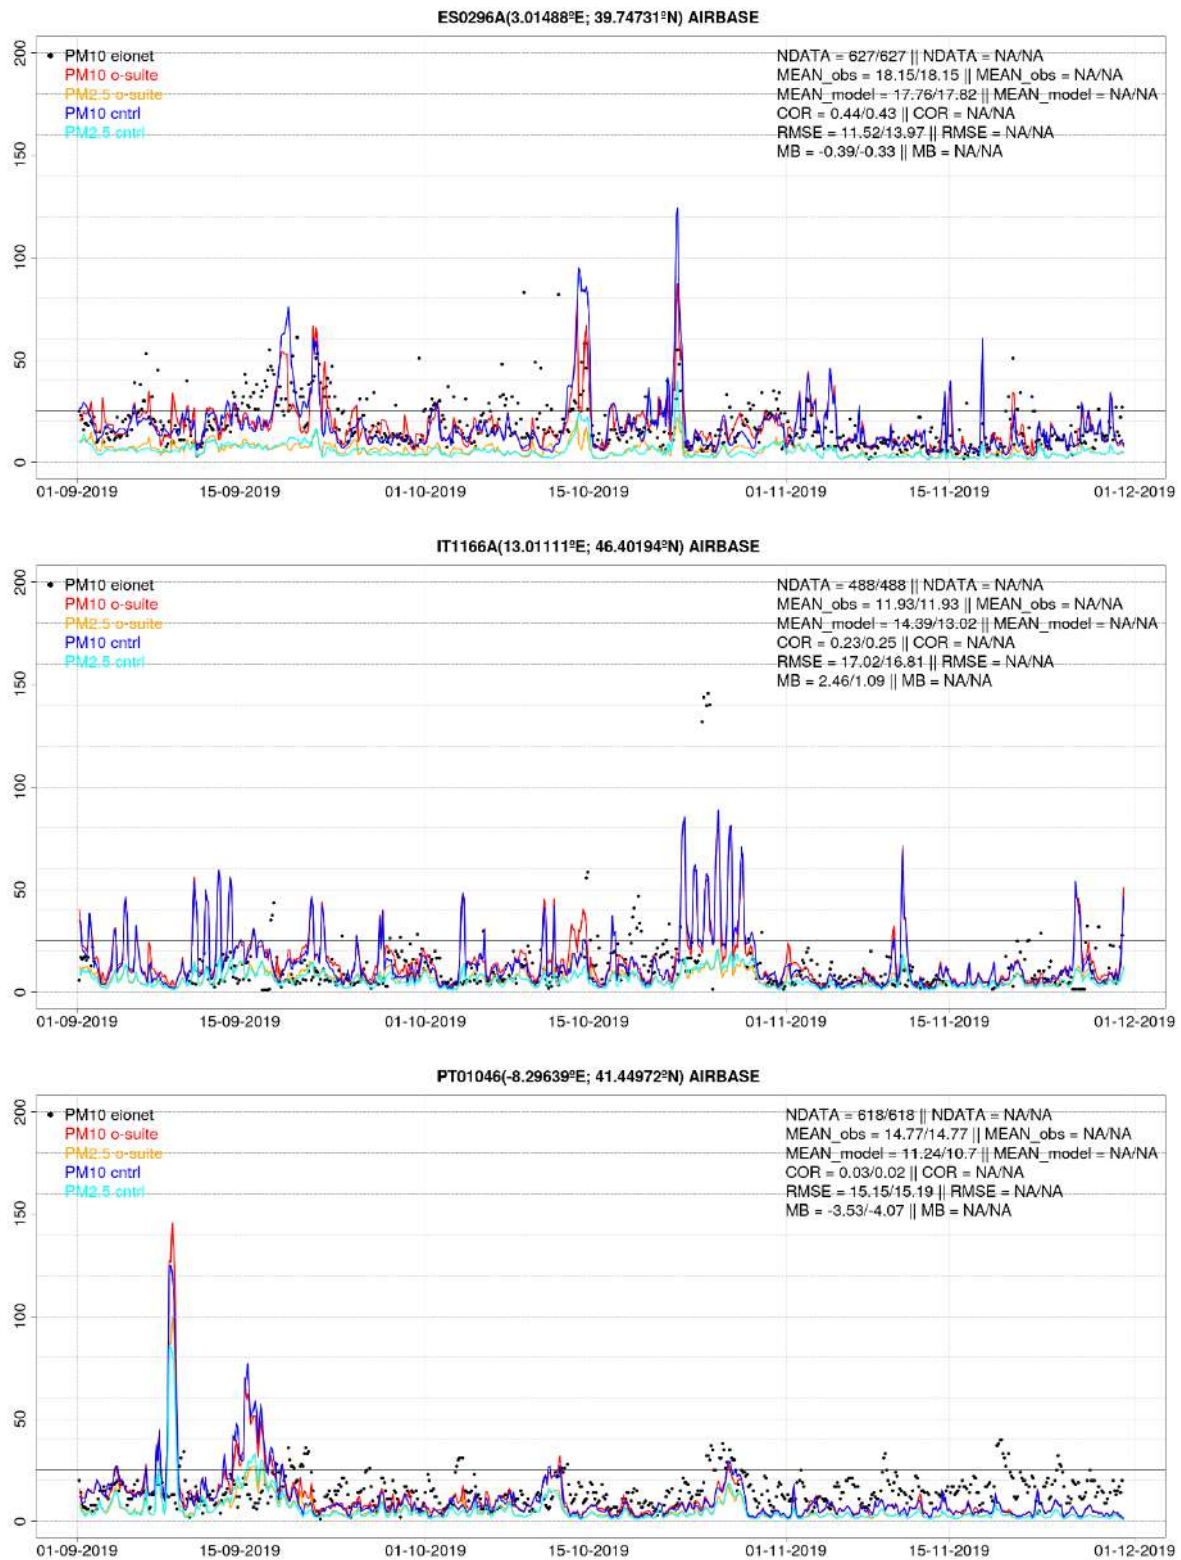 ES0296A(3.01488ºE; 39.74731ºN) AIRBASE
200
150
100
50
0
PM10 eionet
PM10 o-suite
PM2.5 o-suite
PM10 cntrl
PM2.5 cntrl
NDATA = 627/627 || NDATA = NA/NA
MEAN_obs = 18.15/18.15 || MEAN_obs = NA/NA
MEAN_model = 17.76/17.82 || MEAN_model = NA/NA
COR = 0.44/0.43 || COR = NA/NA
RMSE = 11.52/13.97 || RMSE = NA/NA
MB = -0.39/-0.33 || MB = NA/NA
01-09-2019 15-09-2019 01-10-2019 15-10-2019 01-11-2019 15-11-2019 01-12-2019
IT1166A(13.01111ºE; 46.40194ºN) AIRBASE
200
150
100
50
0
PM10 eionet
PM10 o-suite
PM2.5 o-suite
PM10 cntrl
PM2.5 cntrl
NDATA = 488/488 || NDATA = NA/NA
MEAN_obs = 11.93/11.93 || MEAN_obs = NA/NA
MEAN_model = 14.39/13.02 || MEAN_model = NA/NA
COR = 0.23/0.25 || COR = NA/NA
RMSE = 17.02/16.81 || RMSE = NA/NA
MB = 2.46/1.09 || MB = NA/NA
01-09-2019 15-09-2019 01-10-2019 15-10-2019 01-11-2019 15-11-2019 01-12-2019
PT01046(-8.29639ºE; 41.44972ºN) AIRBASE
200
150
100
50
0
PM10 eionet
PM10 o-suite
PM2.5 o-suite
PM10 cntrl
PM2.5 cntrl
NDATA = 618/618 || NDATA = NA/NA
MEAN_obs = 14.77/14.77 || MEAN_obs = NA/NA
MEAN_model = 11.24/10.7 || MEAN_model = NA/NA
COR = 0.03/0.02 || COR = NA/NA
RMSE = 15.15/15.19 || RMSE = NA/NA
MB = -3.53/-4.07 || MB = NA/NA
01-09-2019 15-09-2019 01-10-2019 15-10-2019 01-11-2019 15-11-2019 01-12-2019